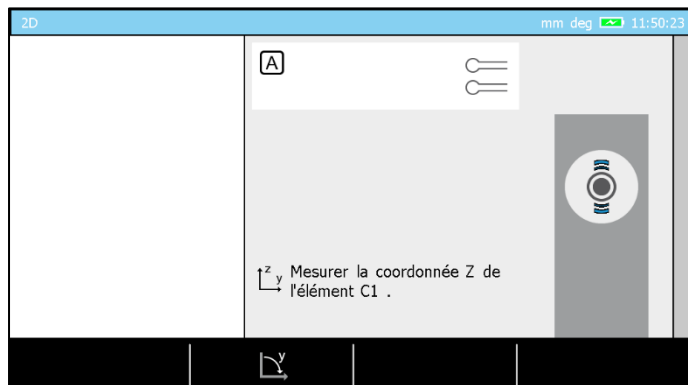 2D
mm deg 11:50:23
A
z
y
Mesurer la coordonnée Z de
l'élément C1 .
y